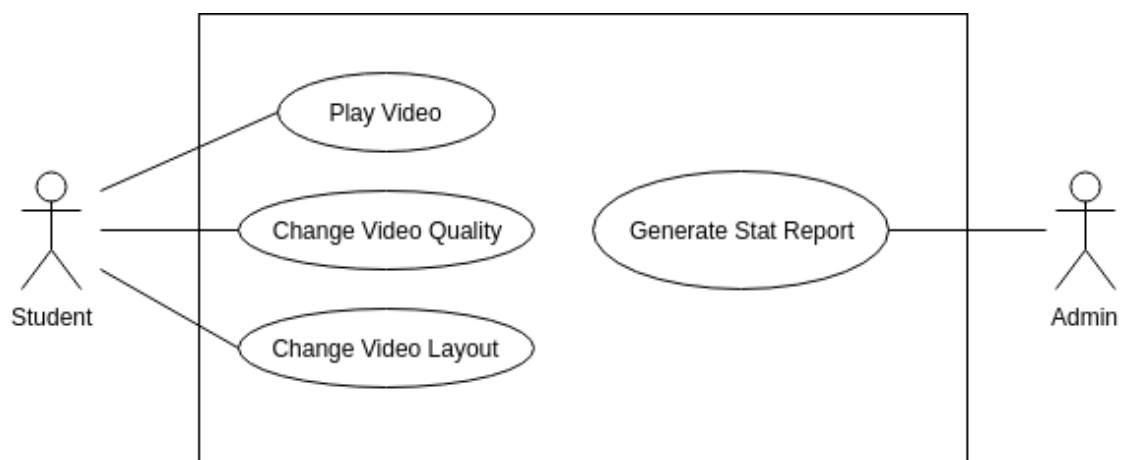 Play Video
Change Video Quality
Generate Stat Report
Student
Admin
Change Video Layout